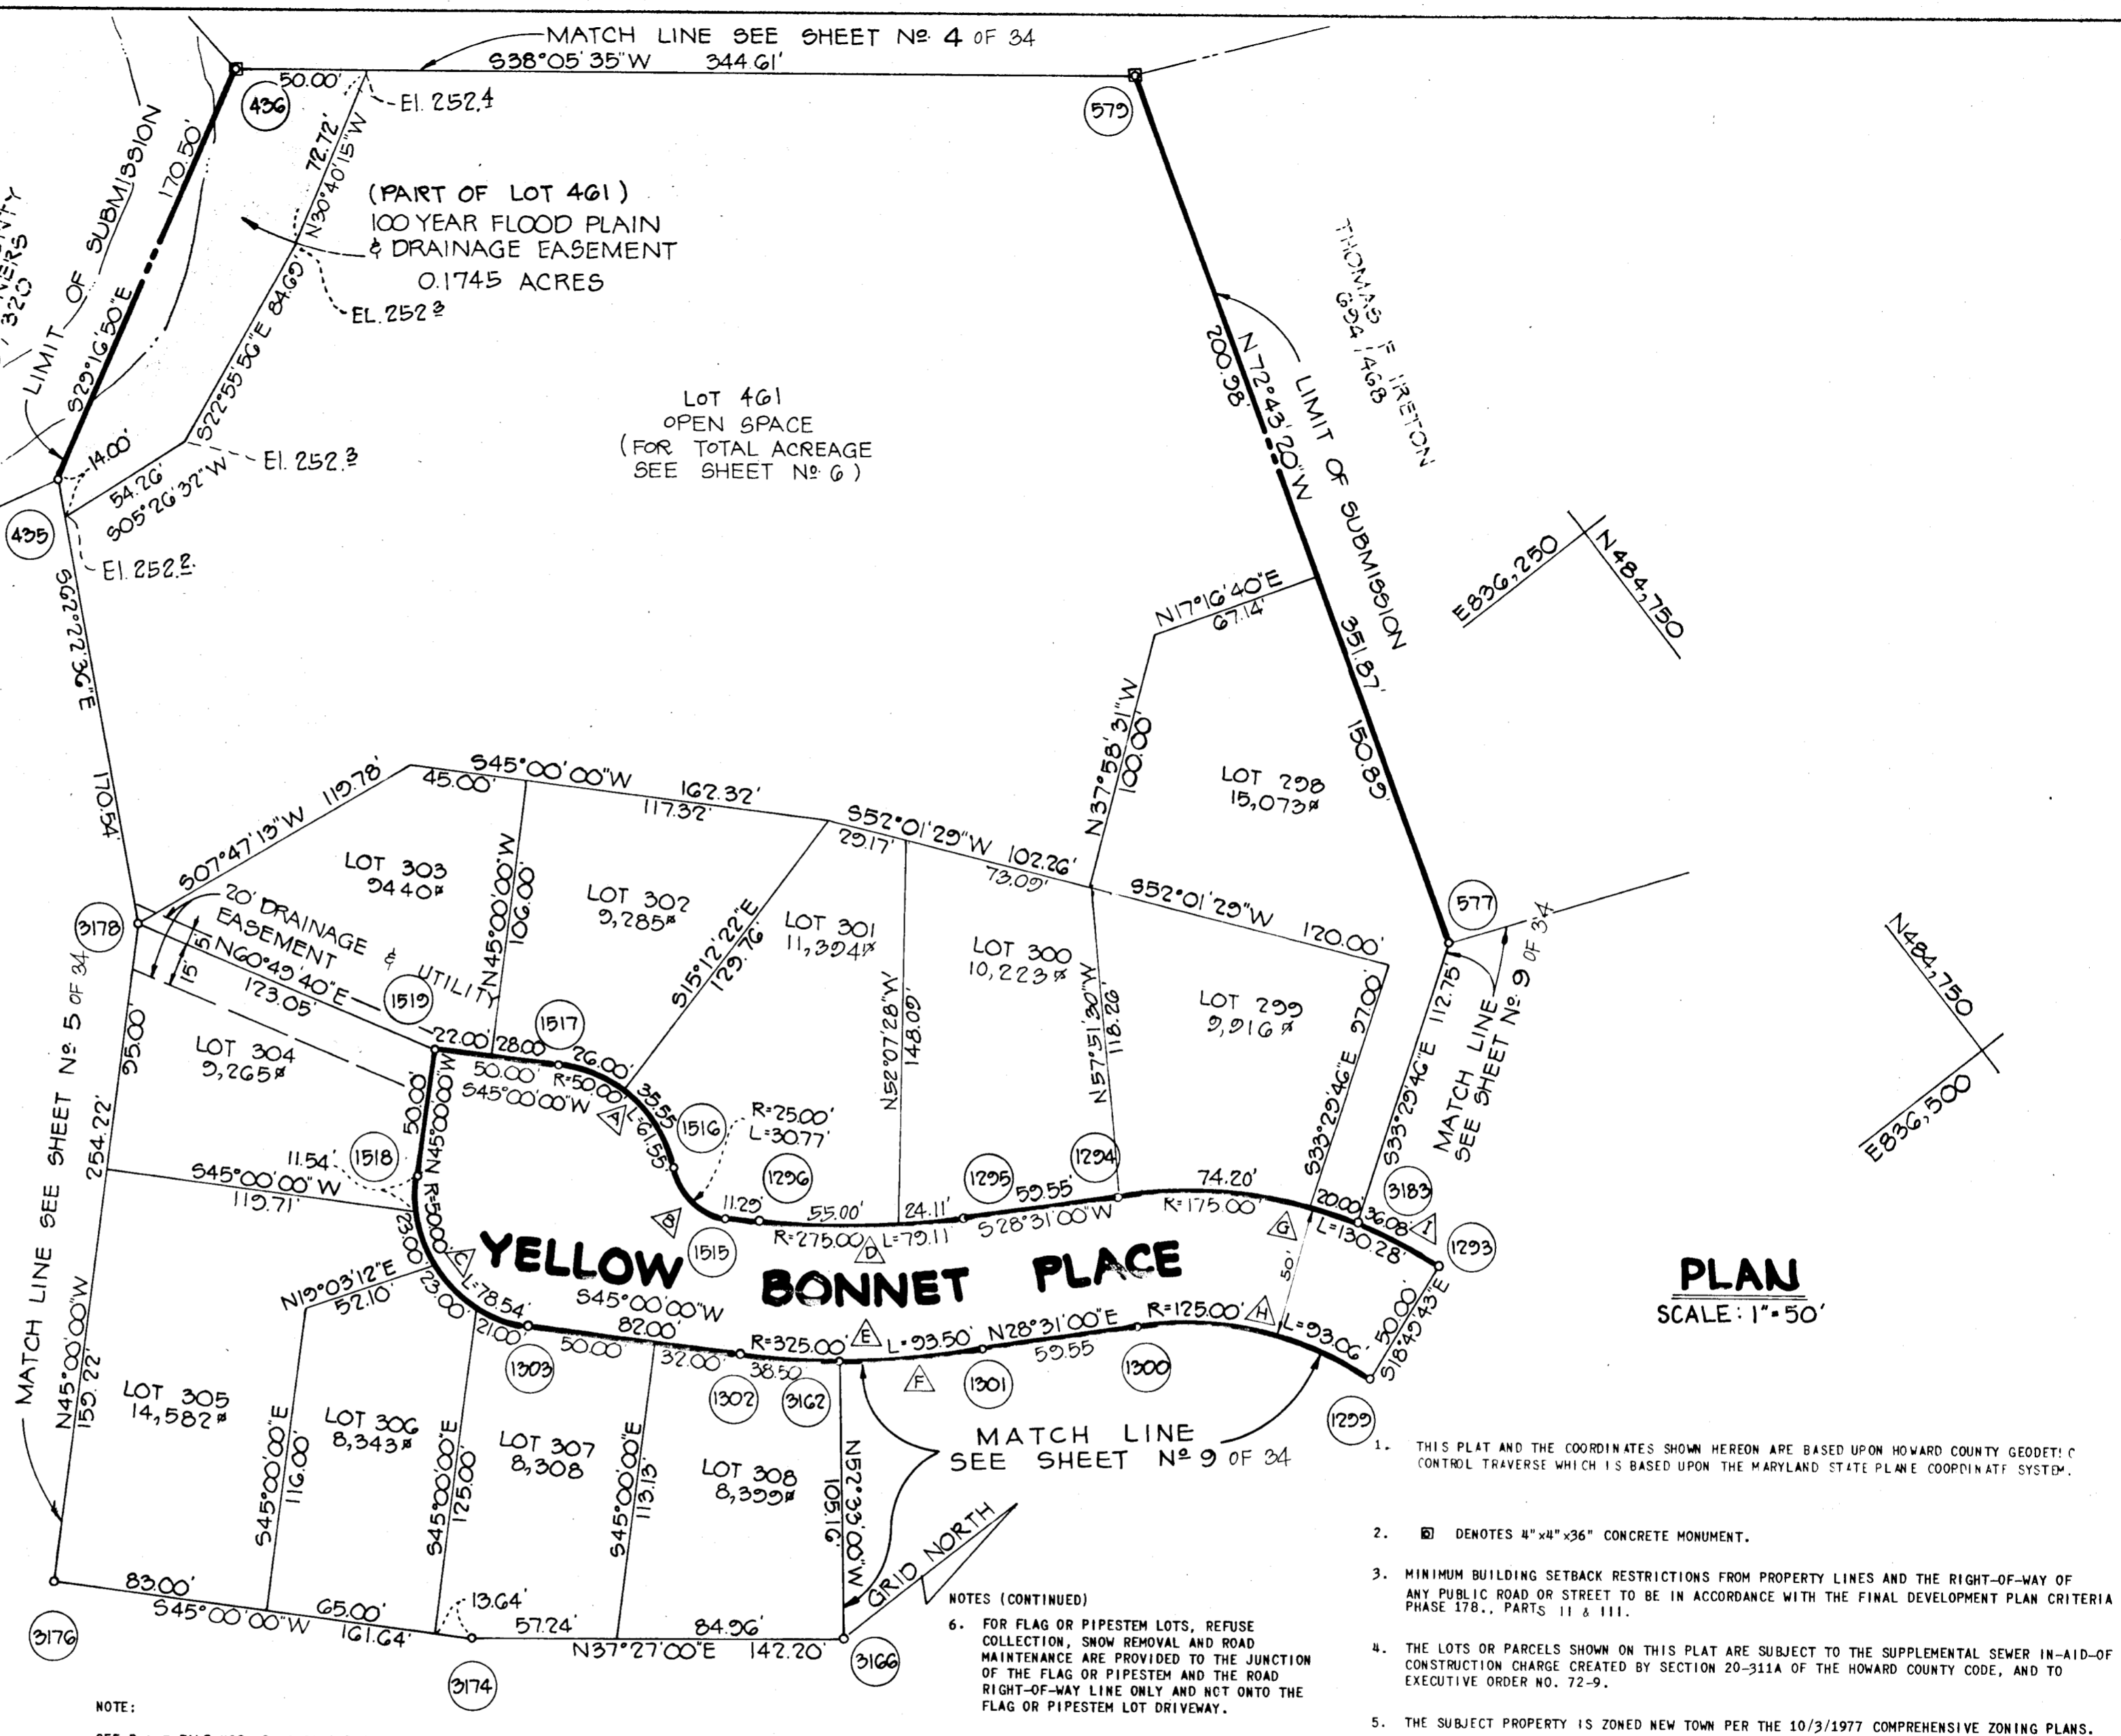 MATCH LINE SEE SHEET Nº 4 OF 34
S38°05'35"W 344.61'
50.00'
436
El. 252.4
579
LIMIT OF SUBMISSION
170.50'
S29°16'50"E
72.72'
N30°40'15"W
(PART OF LOT 461)
100 YEAR FLOOD PLAIN
& DRAINAGE EASEMENT
0.1745 ACRES
EL. 252.3
S22°55'56"E 84.69'
320
14.00'
54.26'
S05°26'32"W
El. 252.3
435
El. 252.2
LOT 461
OPEN SPACE
(FOR TOTAL ACREAGE
SEE SHEET Nº 6)
200.98'
N72°43'20"W
LIMIT OF SUBMISSION
THOMAS F IRETON
694 / 468
E836,250
N484,750
N17°16'40"E
67.14'
351.87'
150.89'
N37°58'31"W
100.00'
LOT 298
15,073
S62°22'36"E
170.54'
S07°47'13"W 119.78'
45.00'
S45°00'00"W
162.32'
117.32'
S52°01'29"W
29.17'
102.26'
73.09'
S52°01'29"W
120.00'
577
LOT 303
9440
N45°00'00"W
106.00'
LOT 302
9,285
S15°12'22"E
129.76'
LOT 301
11,394
N52°07'28"W
148.09'
LOT 300
10,223
N57°51'30"W
118.26'
LOT 299
9,916
S33°29'46"E 97.00'
S33°29'46"E 112.75'
MATCH LINE
SEE SHEET Nº 9 OF 34
N484,750
E836,500
3178
20' DRAINAGE & UTILITY
EASEMENT
5'
15'
N60°49'40"E
123.05'
1519
22.00'
28.00'
1517
26.00'
50.00'
S45°00'00"W
R=50.00'
A
L=61.55'
35.55'
LOT 304
9,265
95.00'
254.22'
MATCH LINE SEE SHEET Nº 5 OF 34
50.00'
N45°00'00"W
11.54'
1518
S45°00'00"W
119.71'
1516
R=25.00'
L=30.77'
B
1515
11.29'
1296
55.00'
24.11'
R=275.00'
D
L=79.11'
1295
59.55'
S28°31'00"W
1294
74.20'
R=175.00'
G
20.00'
3183
36.08'
I
L=130.28'
1293
R=50.00'
23.00'
C
L=78.54'
23.00'
21.00'
YELLOW BONNET PLACE
N19°03'12"E
52.10'
S45°00'00"W
82.00'
50.00'
32.00'
1303
R=325.00'
E
L=93.50'
38.50'
1302
3162
F
1301
N28°31'00"E
59.55
1300
R=125.00'
H
L=93.06'
50'
50.00'
S18°49'43"E
1299
N45°00'00"W
159.22'
LOT 305
14,582
S45°00'00"E
116.00'
LOT 306
8,343
S45°00'00"E
125.00'
LOT 307
8,308
S45°00'00"E
113.13'
LOT 308
8,399
N52°33'00"W
105.16'
MATCH LINE
SEE SHEET Nº 9 OF 34
GRID NORTH
83.00'
S45°00'00"W
65.00'
161.64'
13.64'
57.24'
84.96'
N37°27'00"E 142.20'
3176
3174
3166
PLAN
SCALE: 1"=50'
NOTE:
NOTES (CONTINUED)
6. FOR FLAG OR PIPESTEM LOTS, REFUSE
COLLECTION, SNOW REMOVAL AND ROAD
MAINTENANCE ARE PROVIDED TO THE JUNCTION
OF THE FLAG OR PIPESTEM AND THE ROAD
RIGHT-OF-WAY LINE ONLY AND NOT ONTO THE
FLAG OR PIPESTEM LOT DRIVEWAY.
1. THIS PLAT AND THE COORDINATES SHOWN HEREON ARE BASED UPON HOWARD COUNTY GEODETIC
CONTROL TRAVERSE WHICH IS BASED UPON THE MARYLAND STATE PLANE COORDINATE SYSTEM.
2. DENOTES 4"x4"x36" CONCRETE MONUMENT.
3. MINIMUM BUILDING SETBACK RESTRICTIONS FROM PROPERTY LINES AND THE RIGHT-OF-WAY OF
ANY PUBLIC ROAD OR STREET TO BE IN ACCORDANCE WITH THE FINAL DEVELOPMENT PLAN CRITERIA
PHASE 178., PARTS II & III.
4. THE LOTS OR PARCELS SHOWN ON THIS PLAT ARE SUBJECT TO THE SUPPLEMENTAL SEWER IN-AID-OF
CONSTRUCTION CHARGE CREATED BY SECTION 20-311A OF THE HOWARD COUNTY CODE, AND TO
EXECUTIVE ORDER NO. 72-9.
5. THE SUBJECT PROPERTY IS ZONED NEW TOWN PER THE 10/3/1977 COMPREHENSIVE ZONING PLANS.